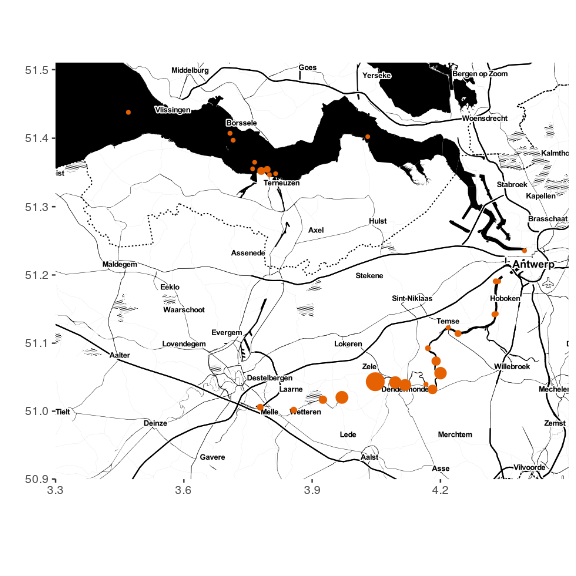 51.5
Middelburg
Goes
Yerseke
Bergen op Zoom
Vlissingen
Woensdrecht
Borssele
51.4
Kalmtho
ist
Terneuzen
Stabroek
Kapellen
51.3
Hulst
Brasschaat
Axel
Assenede
Maldegem
Antwerp
51.2
Stekene
Eeklo
Sint-Niklaas
Hoboken
Waarschoot
Temse
Evergem
51.1
Lovendegem
Lokeren
Aalter
Zele
Willebroek
Destelbergen
Laarne
Dendermonde
Mechelen
51.0
Tielt
Melle
Wetteren
Deinze
Zemst
Lede
Merchtem
Gavere
Aalst
Asse
Vilvoorde
50.9
3.3
3.6
3.9
4.2